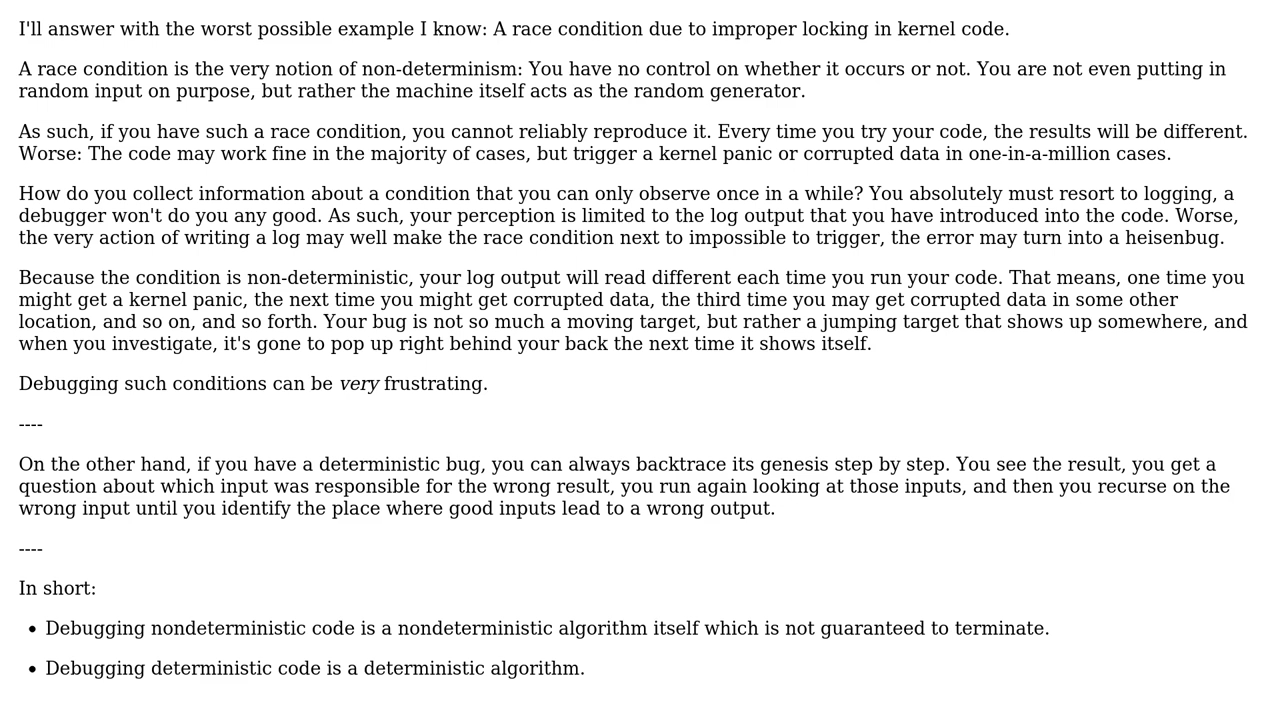 I'll answer with the worst possible example I know: A race condition due to improper locking in kernel code.
A race condition is the very notion of non-determinism: You have no control on whether it occurs or not. You are not even putting in
random input on purpose, but rather the machine itself acts as the random generator.
As such, if you have such a race condition, you cannot reliably reproduce it. Every time you try your code, the results will be different.
Worse: The code may work fine in the majority of cases, but trigger a kernel panic or corrupted data in one-in-a-million cases.
How do you collect information about a condition that you can only observe once in a while? You absolutely must resort to logging, a
debugger won't do you any good. As such, your perception is limited to the log output that you have introduced into the code. Worse,
the very action of writing a log may well make the race condition next to impossible to trigger, the error may turn into a heisenbug.
Because the condition is non-deterministic, your log output will read different each time you run your code. That means, one time you
might get a kernel panic, the next time you might get corrupted data, the third time you may get corrupted data in some other
location, and so on, and so forth. Your bug is not so much a moving target, but rather a jumping target that shows up somewhere, and
when you investigate, it's gone to pop up right behind your back the next time it shows itself.
Debugging such conditions can be very frustrating.
----
On the other hand, if you have a deterministic bug, you can always backtrace its genesis step by step. You see the result, you get a
question about which input was responsible for the wrong result, you run again looking at those inputs, and then you recurse on the
wrong input until you identify the place where good inputs lead to a wrong output.
----
In short:
• Debugging nondeterministic code is a nondeterministic algorithm itself which is not guaranteed to terminate.
• Debugging deterministic code is a deterministic algorithm.